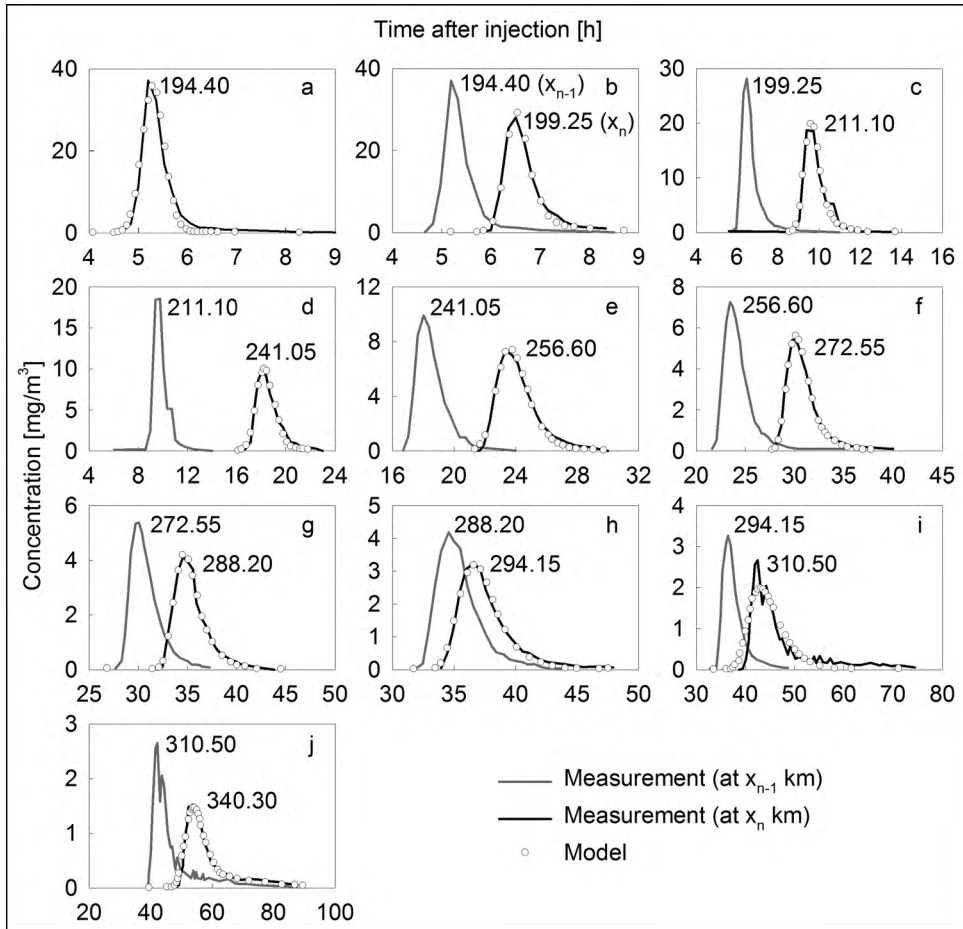 Time after injection [h]
Concentration [mg/m³]
40 20 0
194.40 a
4 5 6 7 8 9
40 20 0
194.40 (xₙ₋₁) b
199.25 (xₙ)
4 5 6 7 8 9
30 20 10 0
199.25 c
211.10
4 6 8 10 12 14 16
20 15 10 5 0
211.10 d
241.05
4 8 12 16 20 24
12 8 4 0
241.05 e
256.60
16 20 24 28 32
8 6 4 2 0
256.60 f
272.55
20 25 30 35 40 45
6 4 2 0
272.55 g
288.20
25 30 35 40 45 50
5 4 3 2 1 0
288.20 h
294.15
30 35 40 45 50
4 3 2 1 0
294.15 i
310.50
30 40 50 60 70 80
3 2 1 0
310.50 j
340.30
20 40 60 80 100
Measurement (at xₙ₋₁ km)
Measurement (at xₙ km)
Model